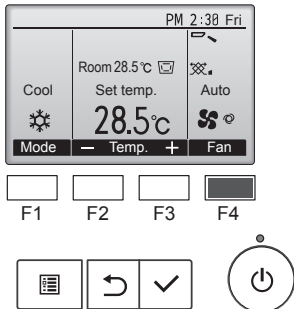 PM 2:30 Fri
Room 28.5℃
Cool Set temp. Auto
28.5℃
Mode − Temp. + Fan
F1 F2 F3 F4